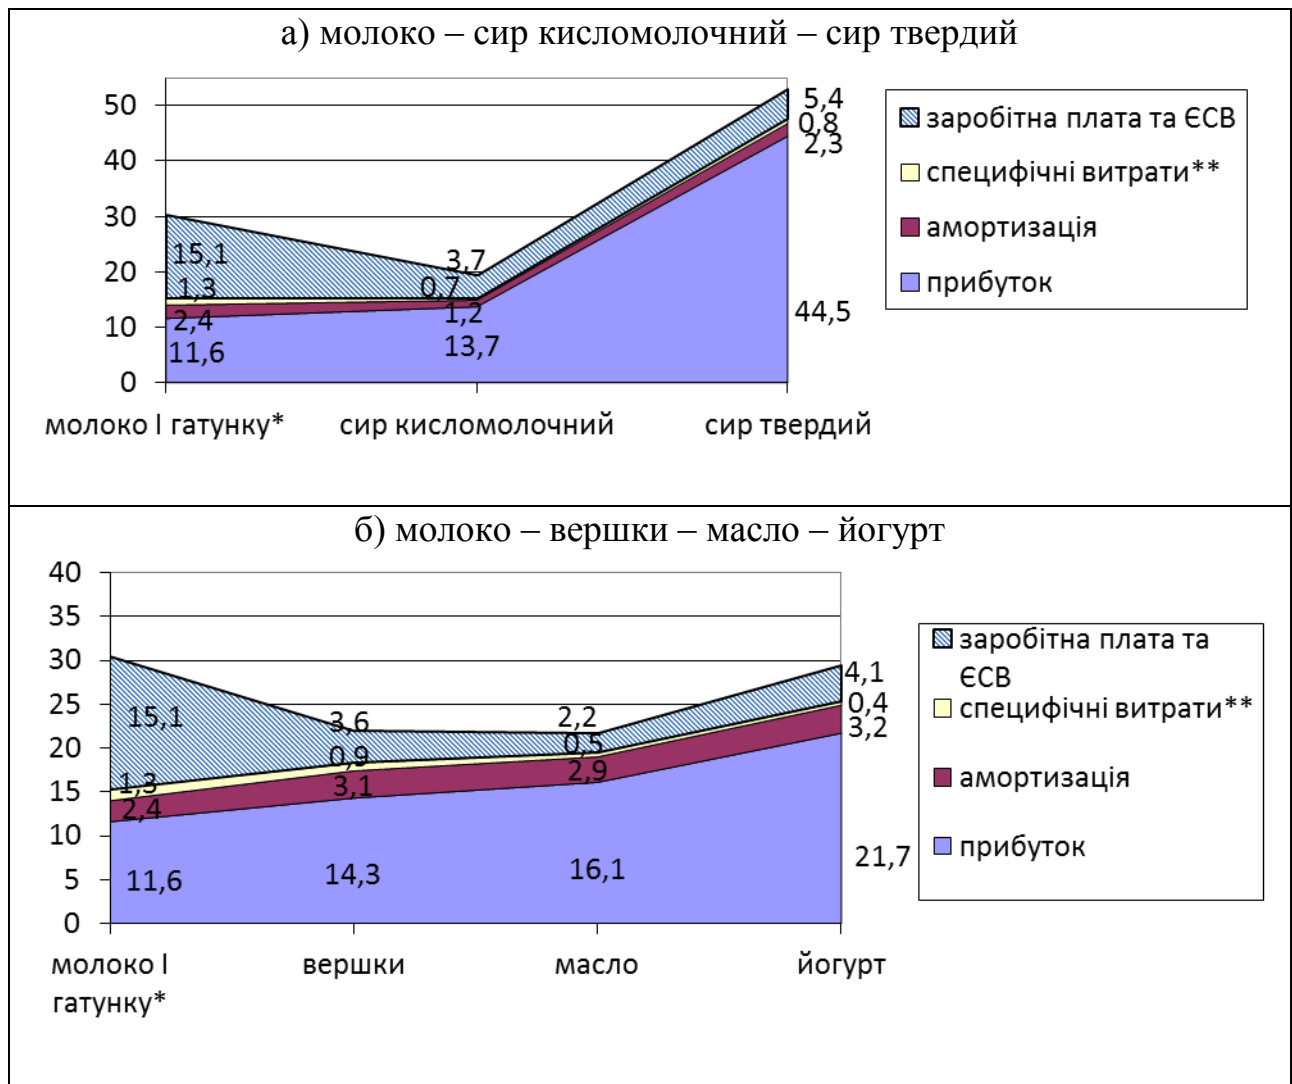 а) молоко – сир кисломолочний – сир твердий
50
40
30
20
10
0
15,1
1,3
2,4
11,6
3,7
0,7
1,2
13,7
5,4
0,8
2,3
44,5
молоко І гатунку*
сир кисломолочний
сир твердий
заробітна плата та ЄСВ
специфічні витрати**
амортизація
прибуток
б) молоко – вершки – масло – йогурт
40
35
30
25
20
15
10
5
0
15,1
1,3
2,4
11,6
3,6
0,9
3,1
14,3
2,2
0,5
2,9
16,1
4,1
0,4
3,2
21,7
молоко І
гатунку*
вершки
масло
йогурт
заробітна плата та
ЄСВ
специфічні витрати**
амортизація
прибуток